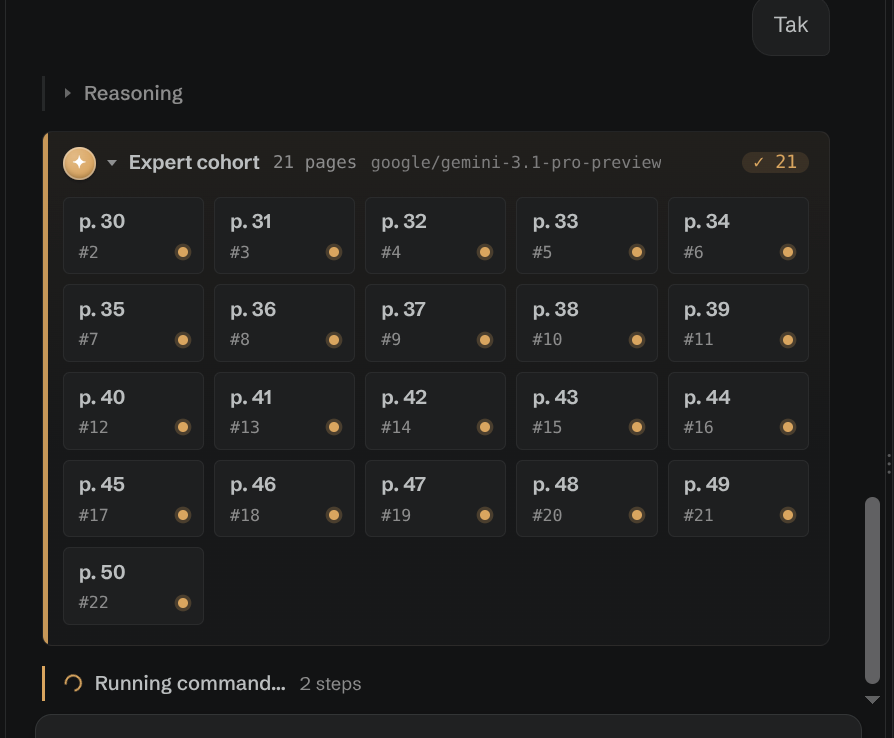 Tak
Reasoning
Expert cohort 21 pages google/gemini-3.1-pro-preview ✓ 21
p. 30 p. 31 p. 32 p. 33 p. 34
#2 #3 #4 #5 #6
p. 35 p. 36 p. 37 p. 38 p. 39
#7 #8 #9 #10 #11
p. 40 p. 41 p. 42 p. 43 p. 44
#12 #13 #14 #15 #16
p. 45 p. 46 p. 47 p. 48 p. 49
#17 #18 #19 #20 #21
p. 50
#22
Running command... 2 steps